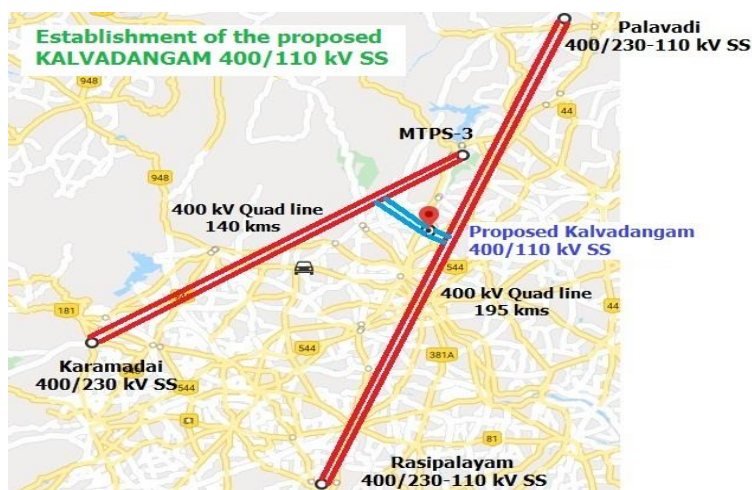 Establishment of the proposed
KALVADANGAM 400/110 kV SS
Palavadi
400/230-110 kV SS
948
44
MTPS-3
948
400 kV Quad line
140 kms
Proposed Kalvadangam
400/110 kV SS
544
400 kV Quad line
195 kms
44
181
Karamadai
400/230 kV SS
544
544
381A
81
Rasipalayam
400/230-110 kV SS